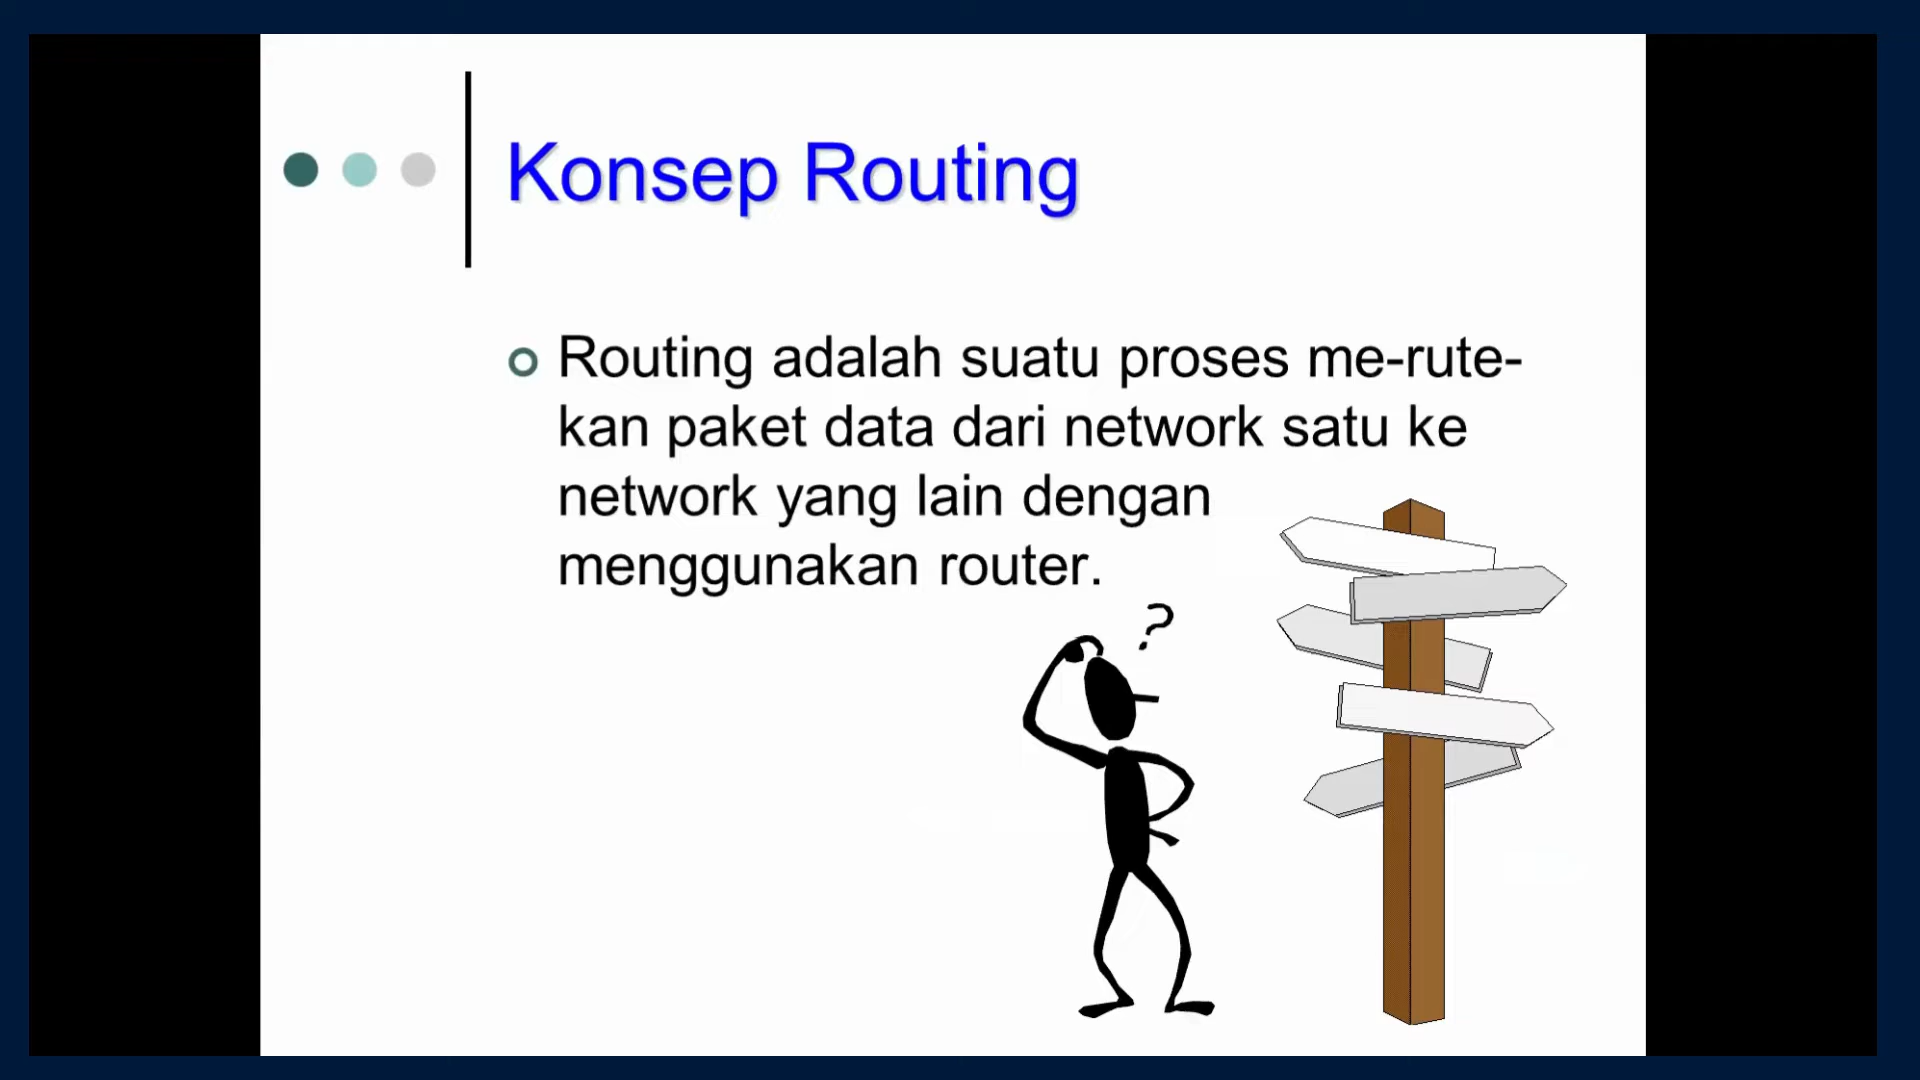 Konsep Routing
Routing adalah suatu proses me-rute-
kan paket data dari network satu ke
network yang lain dengan
menggunakan router.
?